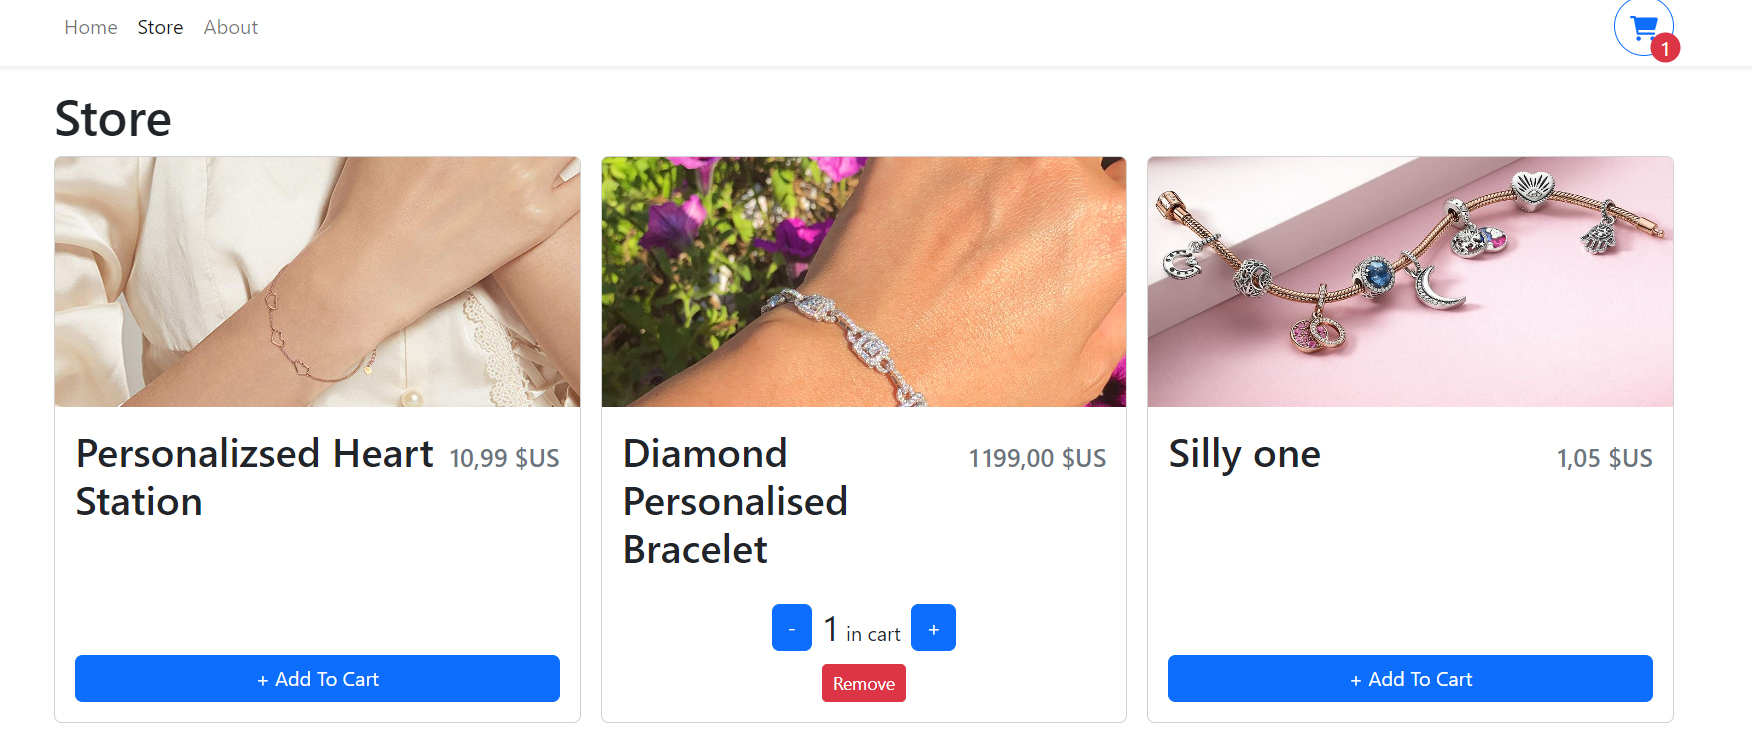 Home Store About
1
Store
Personalizsed Heart
Station
10,99 $US
+ Add To Cart
Diamond
Personalised
Bracelet
1199,00 $US
- 1 in cart +
Remove
Silly one
1,05 $US
+ Add To Cart